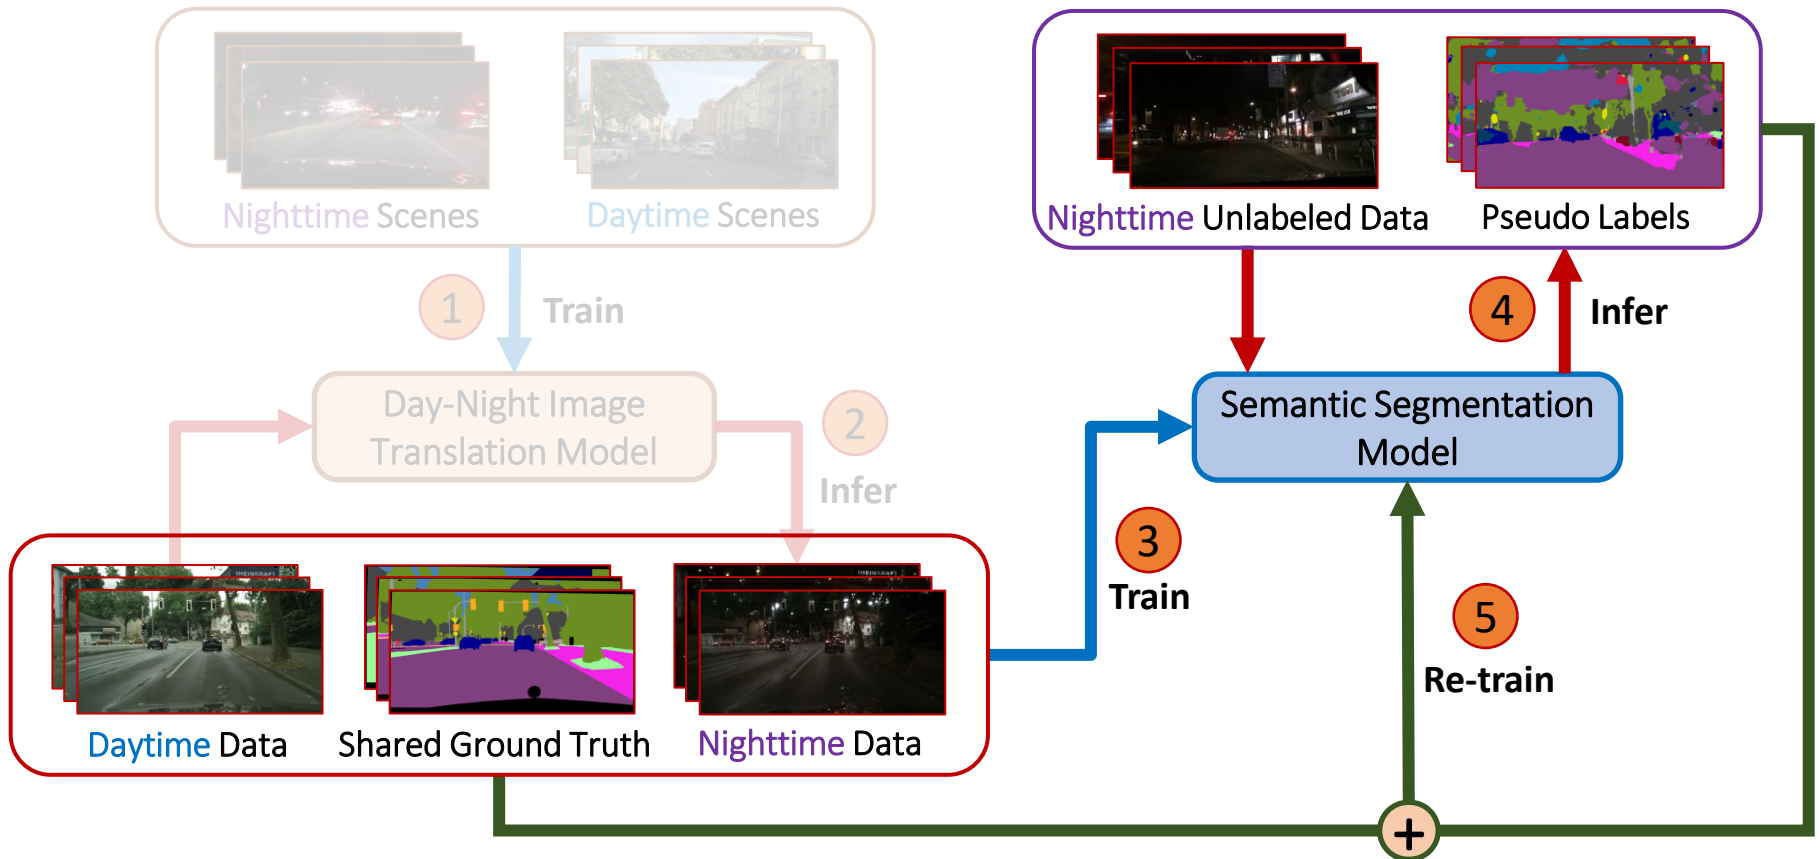 Nighttime Scenes
Daytime Scenes
Nighttime Unlabeled Data
Pseudo Labels
1
Train
4
Infer
Day-Night Image
Translation Model
2
Infer
Semantic Segmentation
Model
3
Train
5
Re-train
Daytime Data
Shared Ground Truth
Nighttime Data
+